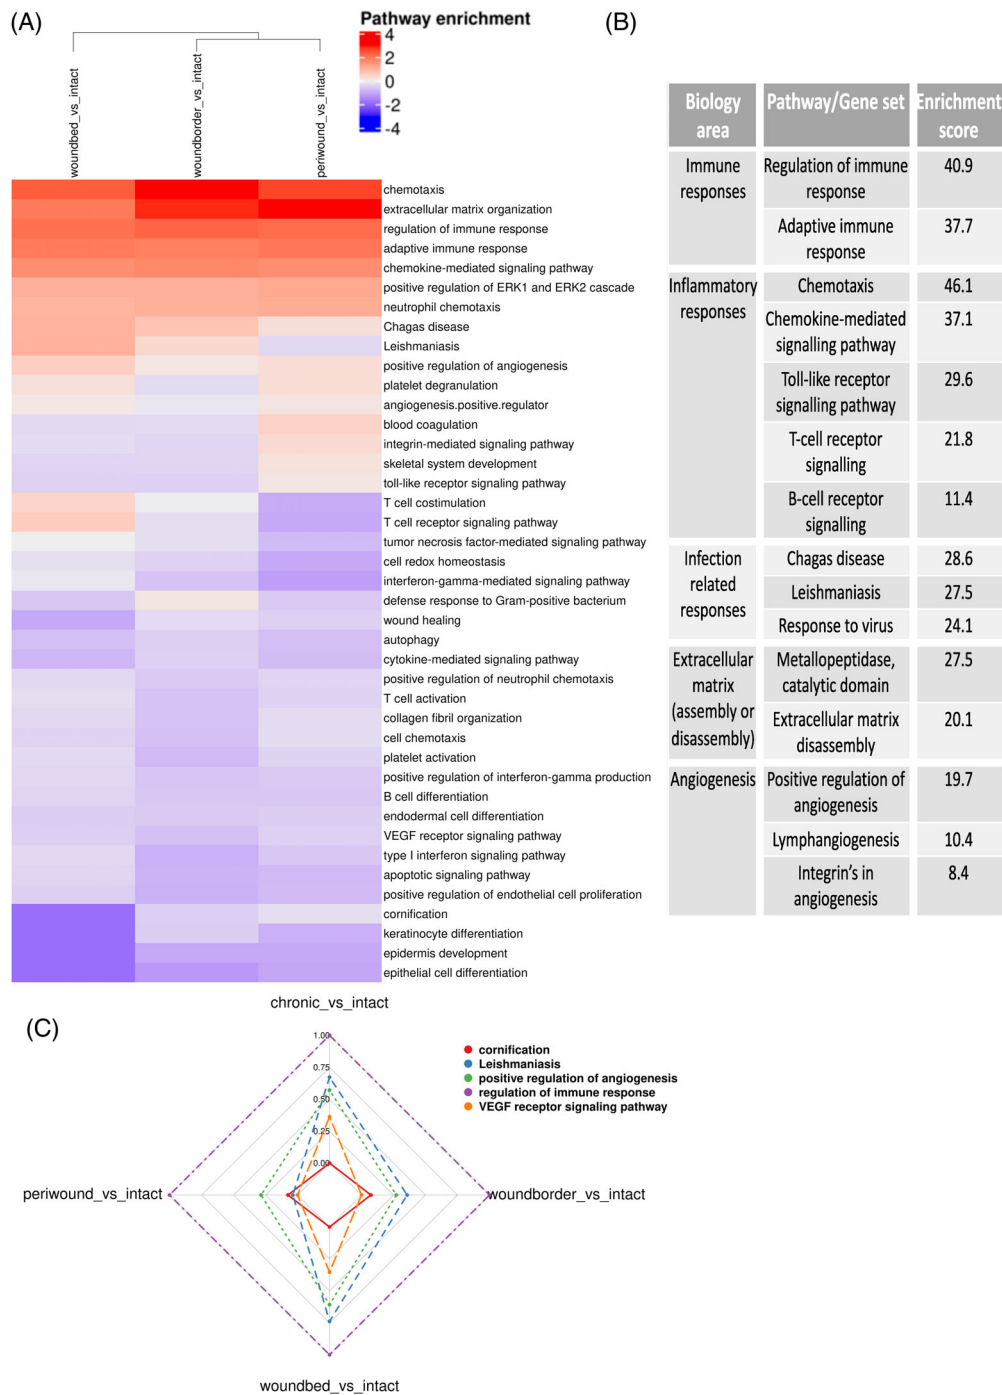 (A)
Pathway enrichment
4
2
0
-2
-4
woundbed_vs_intact
woundborder_vs_intact
periwound_vs_intact
chemotaxis
extracellular matrix organization
regulation of immune response
adaptive immune response
chemokine-mediated signaling pathway
positive regulation of ERK1 and ERK2 cascade
neutrophil chemotaxis
Chagas disease
Leishmaniasis
positive regulation of angiogenesis
platelet degranulation
angiogenesis.positive.regulator
blood coagulation
integrin-mediated signaling pathway
skeletal system development
toll-like receptor signaling pathway
T cell costimulation
T cell receptor signaling pathway
tumor necrosis factor-mediated signaling pathway
cell redox homeostasis
interferon-gamma-mediated signaling pathway
defense response to Gram-positive bacterium
wound healing
autophagy
cytokine-mediated signaling pathway
positive regulation of neutrophil chemotaxis
T cell activation
collagen fibril organization
cell chemotaxis
platelet activation
positive regulation of interferon-gamma production
B cell differentiation
endodermal cell differentiation
VEGF receptor signaling pathway
type I interferon signaling pathway
apoptotic signaling pathway
positive regulation of endothelial cell proliferation
cornification
keratinocyte differentiation
epidermis development
epithelial cell differentiation
(B)
Biology area
Pathway/Gene set
Enrichment score
Immune responses
Regulation of immune response
40.9
Adaptive immune response
37.7
Inflammatory responses
Chemotaxis
46.1
Chemokine-mediated signalling pathway
37.1
Toll-like receptor signalling pathway
29.6
T-cell receptor signalling
21.8
B-cell receptor signalling
11.4
Infection related responses
Chagas disease
28.6
Leishmaniasis
27.5
Response to virus
24.1
Extracellular matrix (assembly or disassembly)
Metallopeptidase, catalytic domain
27.5
Extracellular matrix disassembly
20.1
Angiogenesis
Positive regulation of angiogenesis
19.7
Lymphangiogenesis
10.4
Integrin's in angiogenesis
8.4
(C)
chronic_vs_intact
1.00
0.75
0.50
0.25
0.00
periwound_vs_intact
woundborder_vs_intact
woundbed_vs_intact
cornification
Leishmaniasis
positive regulation of angiogenesis
regulation of immune response
VEGF receptor signaling pathway